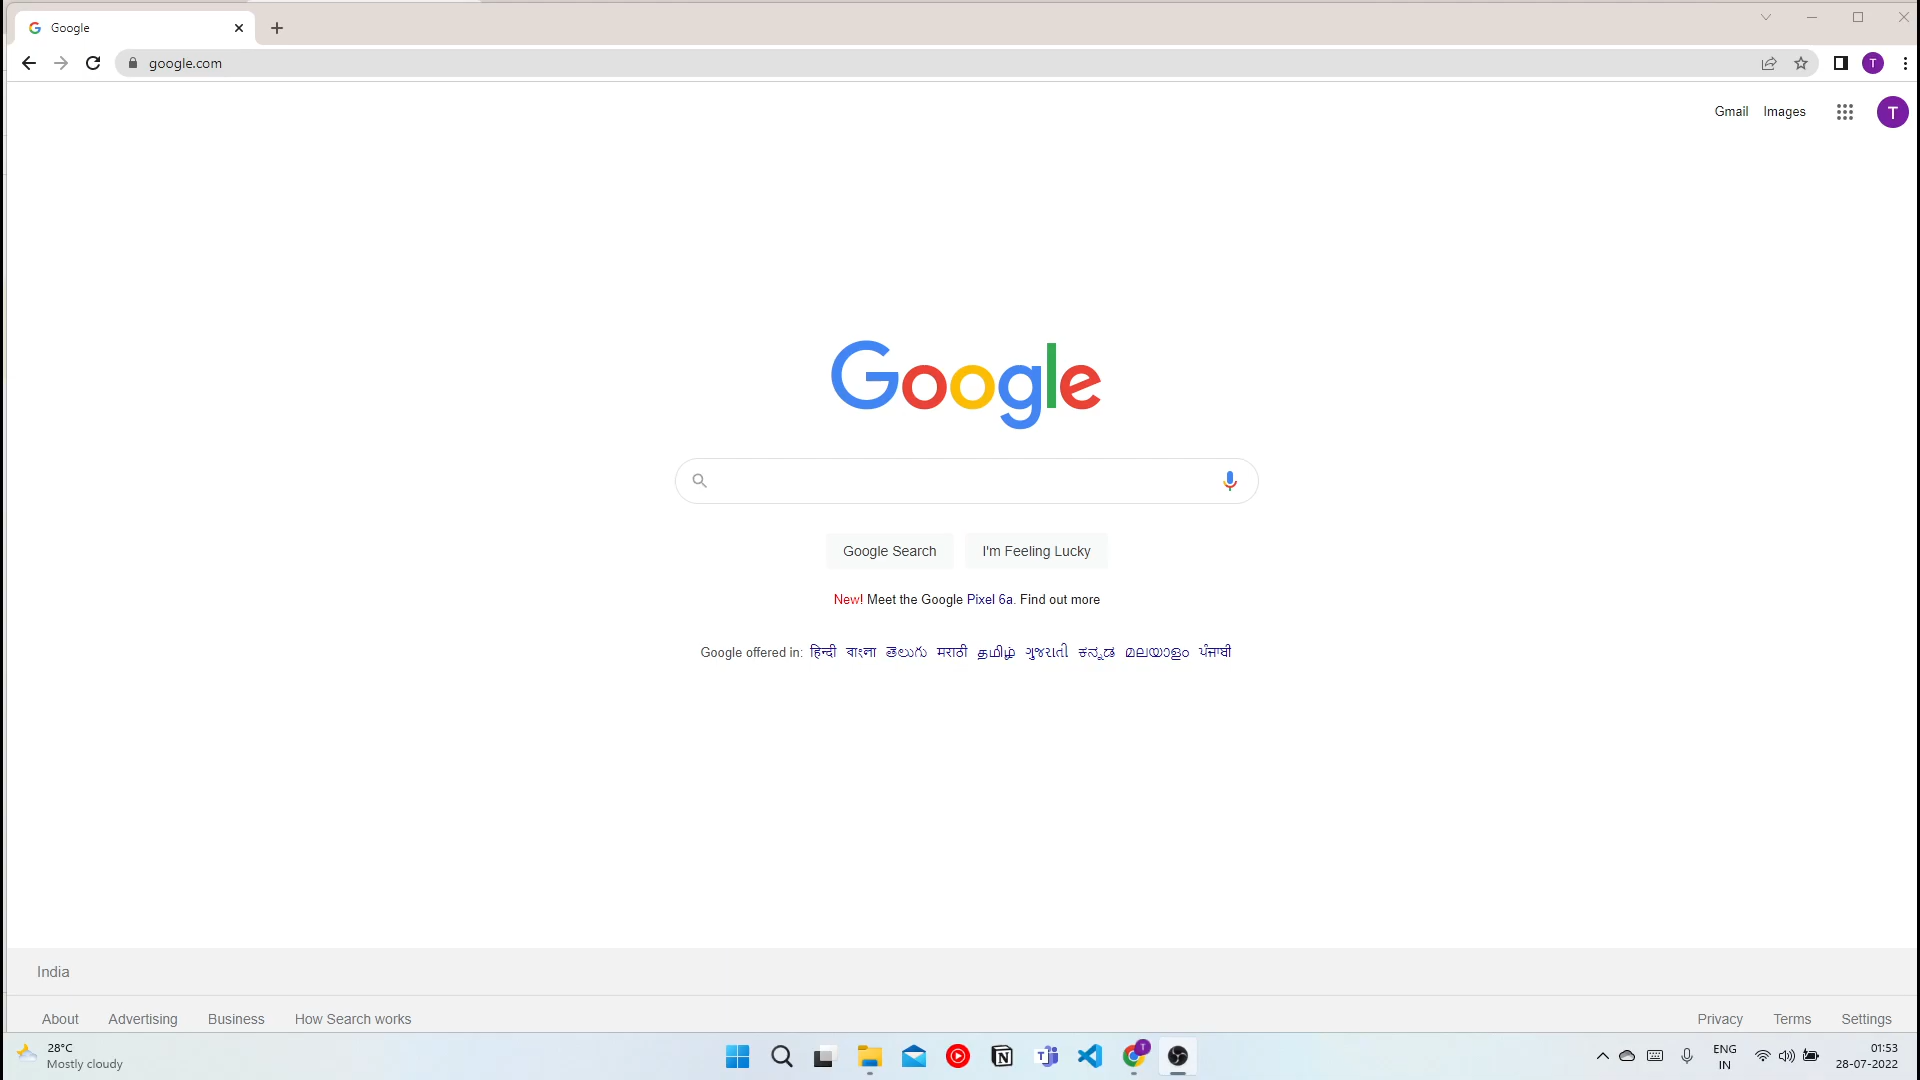 Google
google.com
T
Gmail Images
T
Google
Google Search I'm Feeling Lucky
New! Meet the Google Pixel 6a. Find out more
Google offered in: हिन्दी বাংলা తెలుగు मराठी தமிழ் ગુજરાતી ಕನ್ನಡ മലയാളം ਪੰਜਾਬੀ
India
About Advertising Business How Search works Privacy Terms Settings
28°C
Mostly cloudy
T
ENG
IN
01:53
28-07-2022